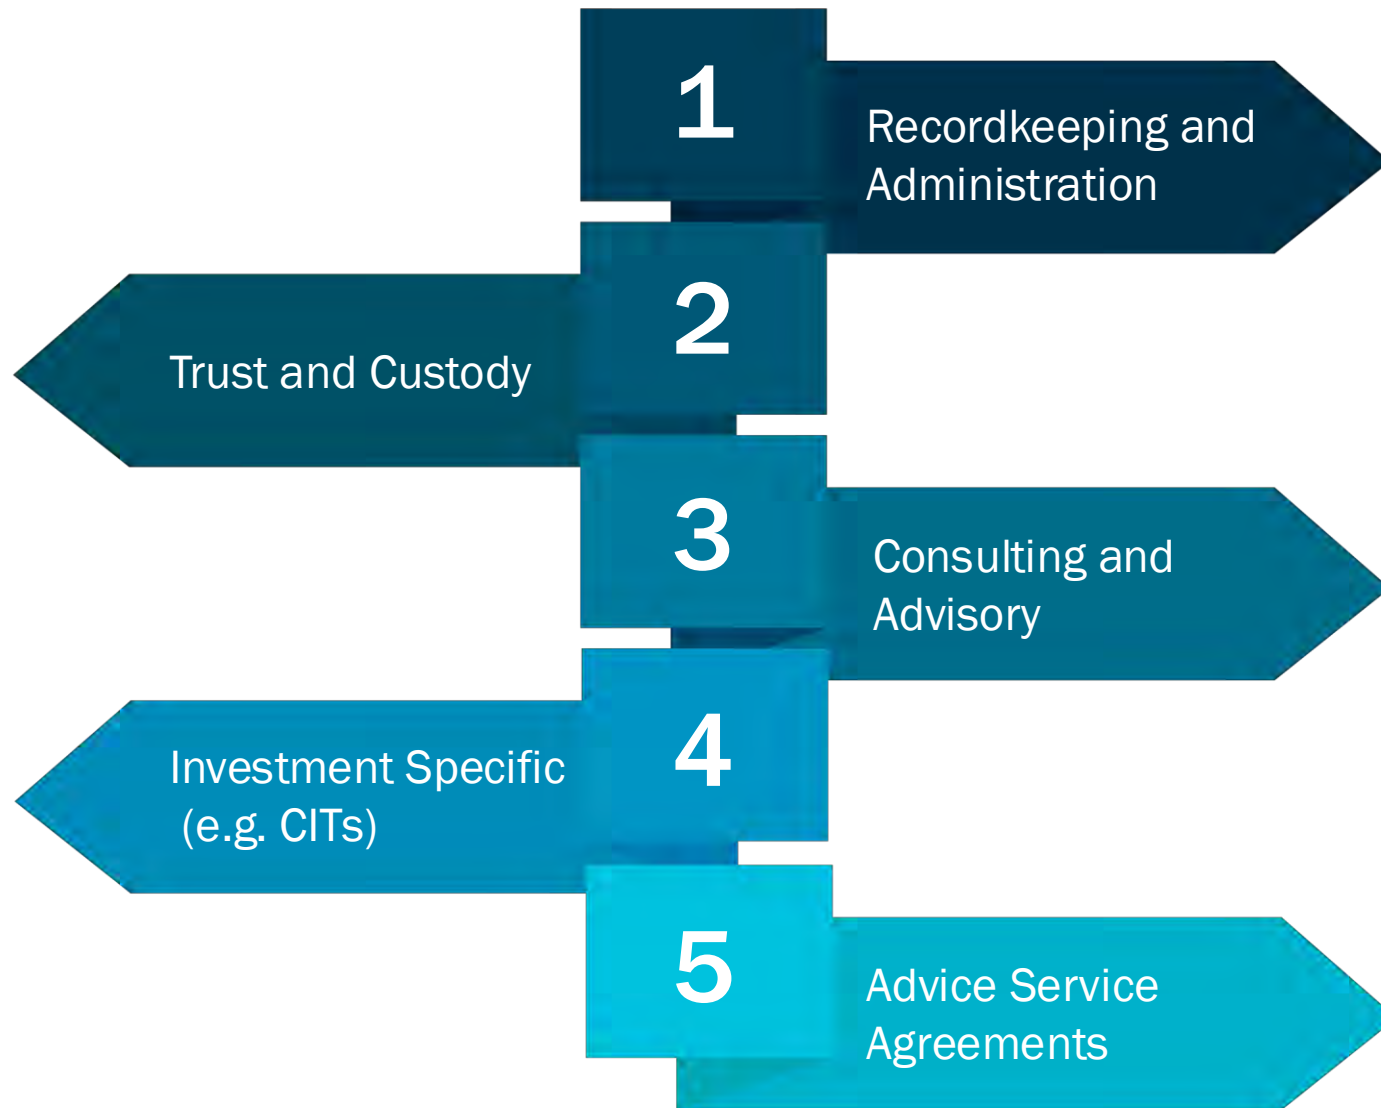 1
Recordkeeping and
Administration
2
Trust and Custody
3
Consulting and
Advisory
4
Investment Specific
(e.g. CITs)
5
Advice Service
Agreements